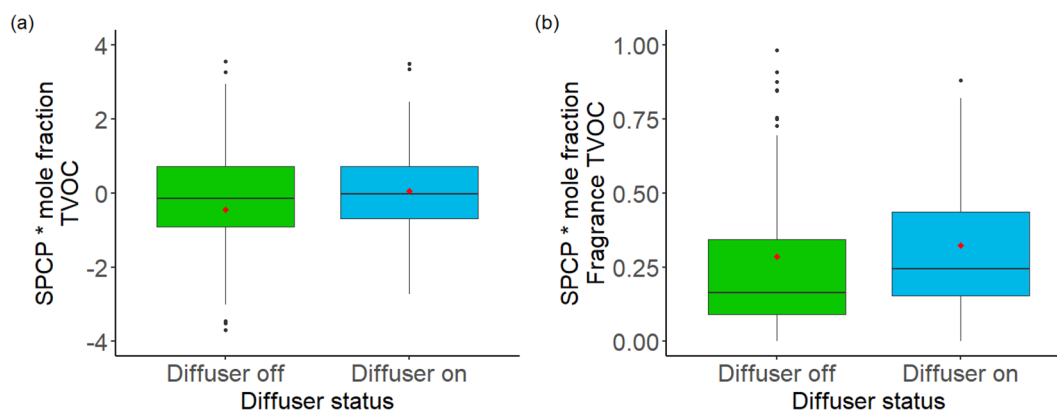 (a)
SPCP * mole fraction
TVOC
4
2
0
-2
-4
Diffuser off
Diffuser on
Diffuser status
(b)
SPCP * mole fraction
Fragrance TVOC
1.00
0.75
0.50
0.25
0.00
Diffuser off
Diffuser on
Diffuser status